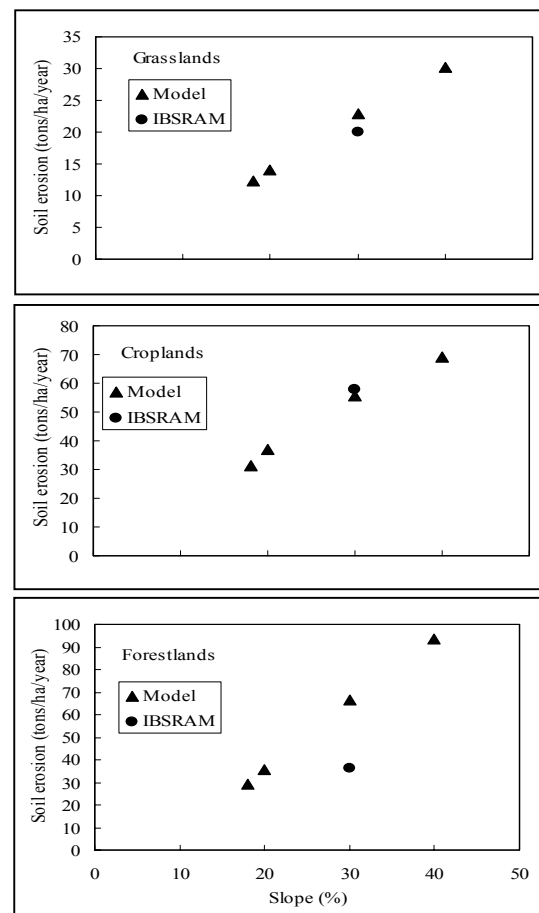 Soil erosion (tons/ha/year)
35
30
25
20
15
10
5
0
Grasslands
Model
IBSRAM
Soil erosion (tons/ha/year)
80
70
60
50
40
30
20
10
0
Croplands
Model
IBSRAM
Soil erosion (tons/ha/year)
100
90
80
70
60
50
40
30
20
10
0
Forestlands
Model
IBSRAM
0 20 30 40 50
Slope (%)